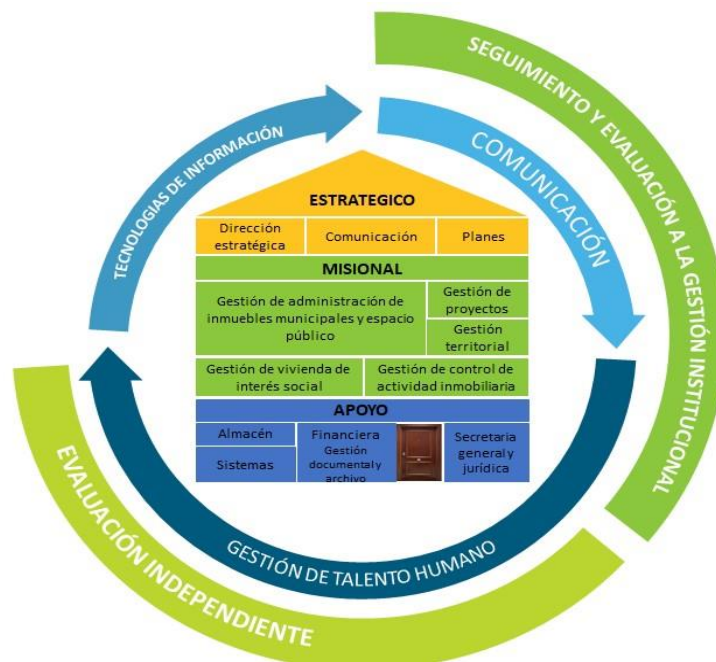 SEGUIMIENTO Y EVALUACIÓN A LA GESTIÓN INSTITUCIONAL
COMUNICACIÓN
TECNOLOGIAS DE INFORMACIÓN
ESTRATEGICO
Dirección
estratégica
Comunicación
Planes
MISIONAL
Gestión de administración de
inmuebles municipales y espacio
público
Gestión de
proyectos
Gestión
territorial
Gestión de vivienda de
interés social
Gestión de control de
actividad inmobiliaria
APOYO
Almacén
Sistemas
Financiera
Gestión
documental y
archivo
Secretaria
general y
jurídica
GESTIÓN DE TALENTO HUMANO
EVALUACIÓN INDEPENDIENTE